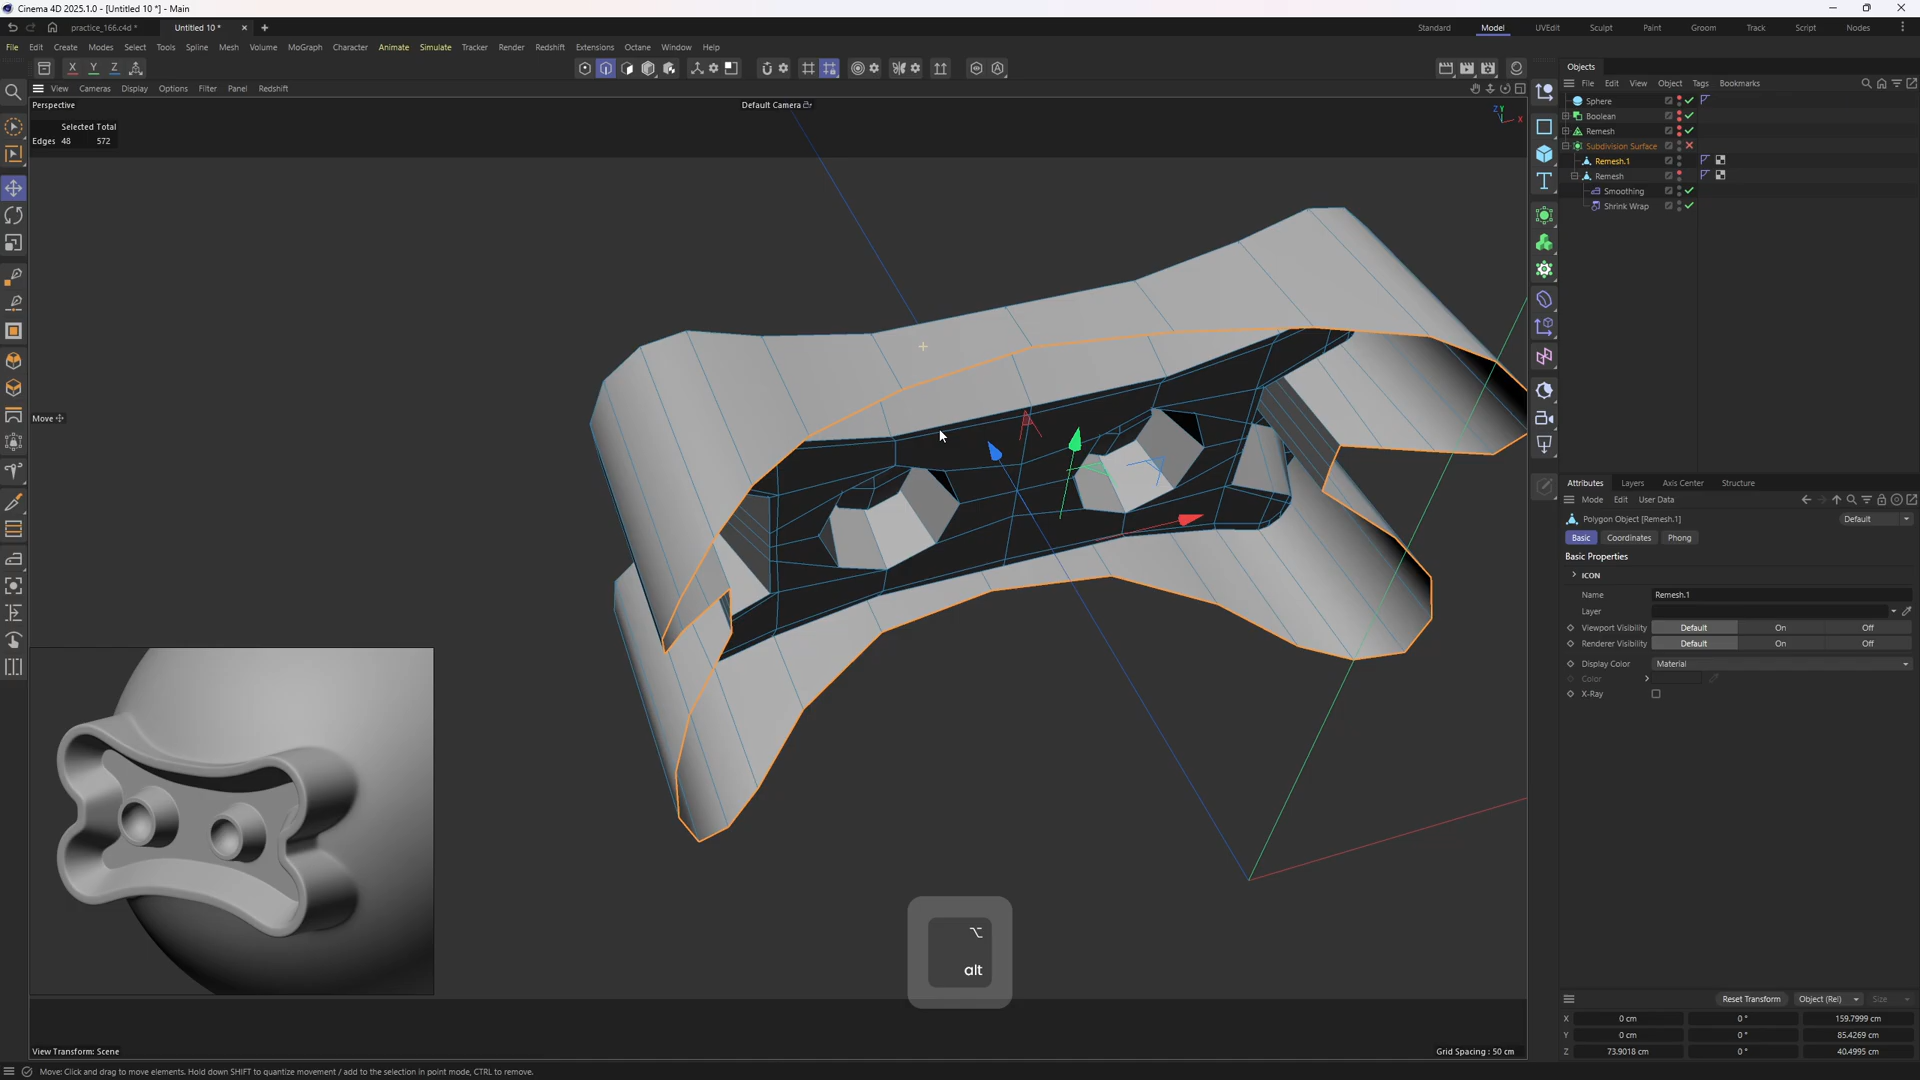 Cinema 4D 2025.1.0 - [Untitled 10 *] - Main
practice_166.c4d *
Untitled 10 *
Standard Model UVEdit Sculpt Paint Groom Track Script Nodes
File Edit Create Modes Select Tools Spline Mesh Volume MoGraph Character Animate Simulate Tracker Render Redshift Extensions Octane Window Help
X Y Z
View Cameras Display Options Filter Panel Redshift
Perspective
Default Camera
Selected Total
Edges 48 572
Move
alt
View Transform: Scene
Grid Spacing : 50 cm
Move: Click and drag to move elements. Hold down SHIFT to quantize movement / add to the selection in point mode, CTRL to remove.
Objects
File Edit View Object Tags Bookmarks
Sphere
Boolean
Remesh
Subdivision Surface
Remesh.1
Remesh
Smoothing
Shrink Wrap
Attributes Layers Axis Center Structure
Mode Edit User Data
Polygon Object [Remesh.1]
Default
Basic Coordinates Phong
Basic Properties
ICON
Name Remesh.1
Layer
Viewport Visibility Default On Off
Renderer Visibility Default On Off
Display Color Material
Color
X-Ray
Reset Transform Object (Rel) Size
X 0 cm 0 ° 159.7999 cm
Y 0 cm 0 ° 85.4269 cm
Z 73.9018 cm 0 ° 40.4995 cm